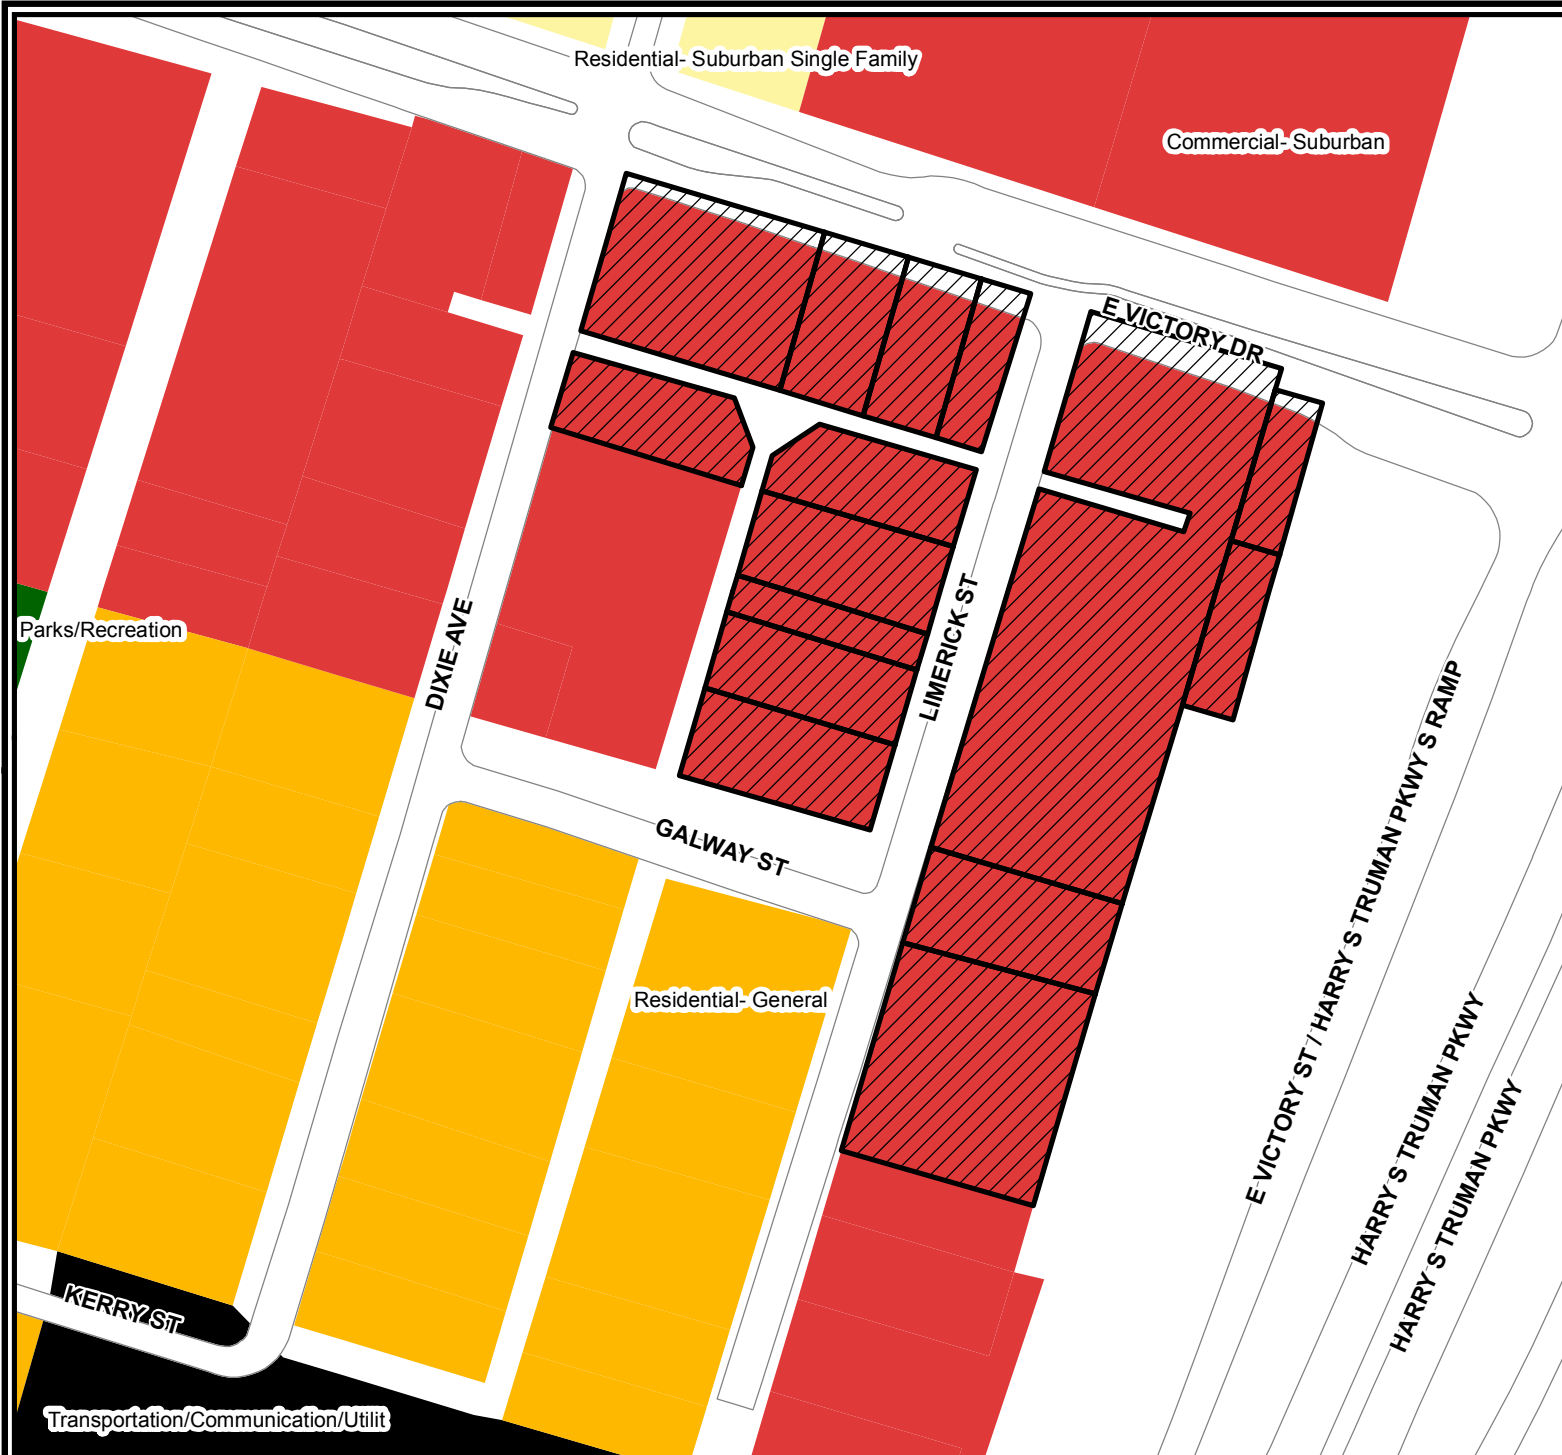 Residential- Suburban Single Family
Commercial- Suburban
E VICTORY DR
Parks/Recreation
DIXIE AVE
LIMERICK ST
GALWAY ST
E VICTORY ST / HARRY S TRUMAN PKWY S RAMP
Residential- General
HARRY S TRUMAN PKWY
HARRY S TRUMAN PKWY
KERRY ST
Transportation/Communication/Utilit